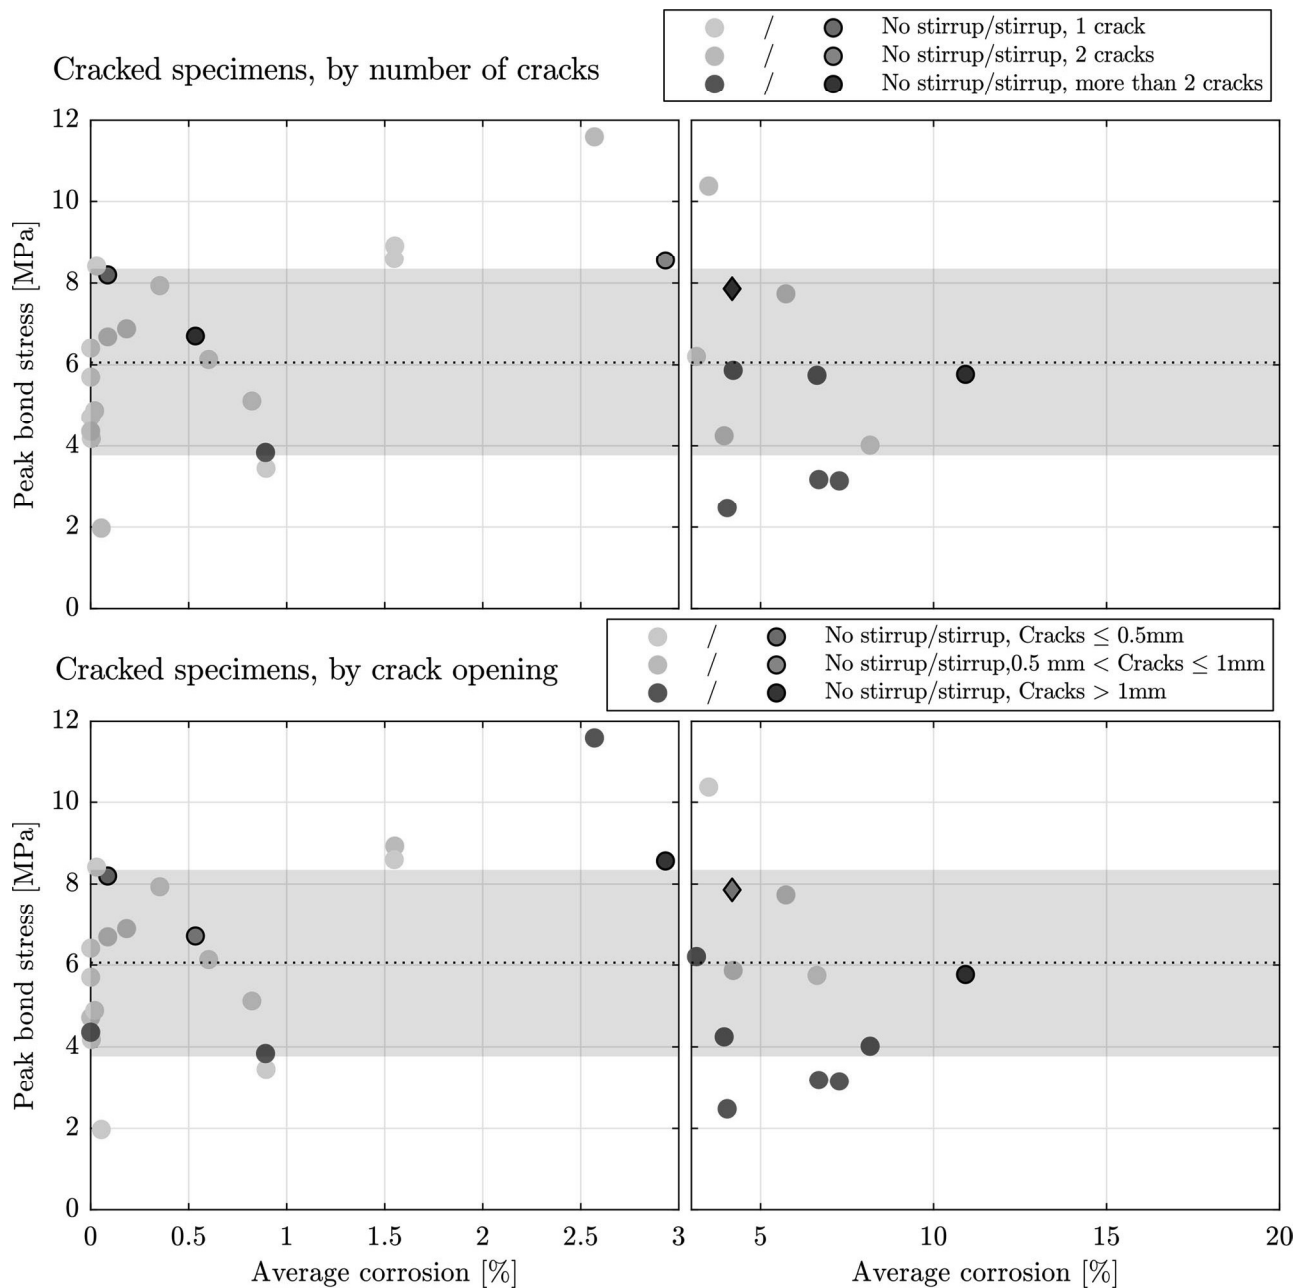 / No stirrup/stirrup, 1 crack
/ No stirrup/stirrup, 2 cracks
/ No stirrup/stirrup, more than 2 cracks
Cracked specimens, by number of cracks
Peak bond stress [MPa]
12
10
8
6
4
2
0
/ No stirrup/stirrup, Cracks ≤ 0.5mm
/ No stirrup/stirrup,0.5 mm < Cracks ≤ 1mm
/ No stirrup/stirrup, Cracks > 1mm
Cracked specimens, by crack opening
Peak bond stress [MPa]
12
10
8
6
4
2
0
0 0.5 1 1.5 2 2.5 3 5 10 15 20
Average corrosion [%] Average corrosion [%]